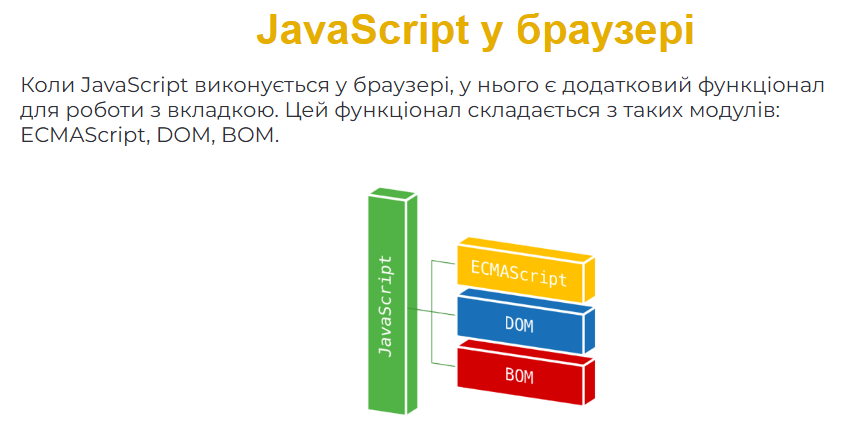 JavaScript у браузері
Коли JavaScript виконується у браузері, у нього є додатковий функціонал
для роботи з вкладкою. Цей функціонал складається з таких модулів:
ECMAScript, DOM, BOM.
JavaScript
ECMAScript
DOM
BOM